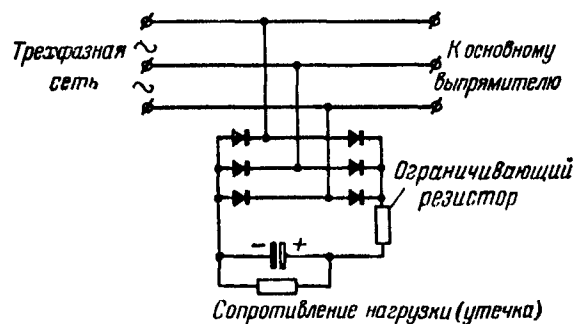 Трехфазная
сеть
К основному
выпрямителю
Ограничивающий
резистор
− +
Сопротивление нагрузки (утечка)